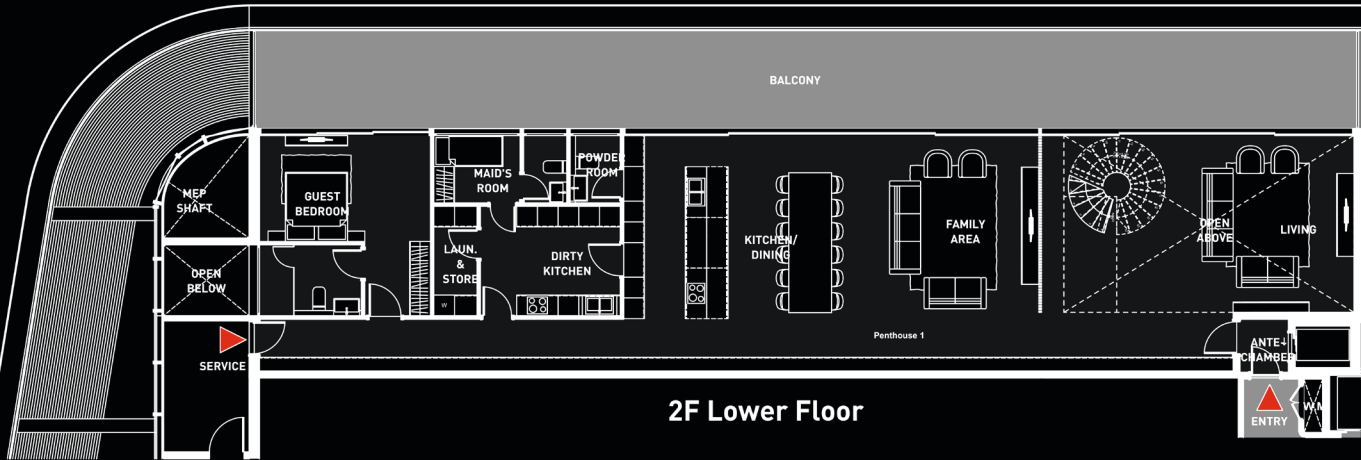 BALCONY
MEP
SHAFT
GUEST
BEDROOM
MAID'S
ROOM
POWDER
ROOM
OPEN
BELOW
LAUN.
&
STORE
W
DIRTY
KITCHEN
KITCHEN/
DINING
FAMILY
AREA
OPEN
ABOVE
LIVING
Penthouse 1
SERVICE
ANTE-
CHAMBER
ENTRY
W.M
2F Lower Floor